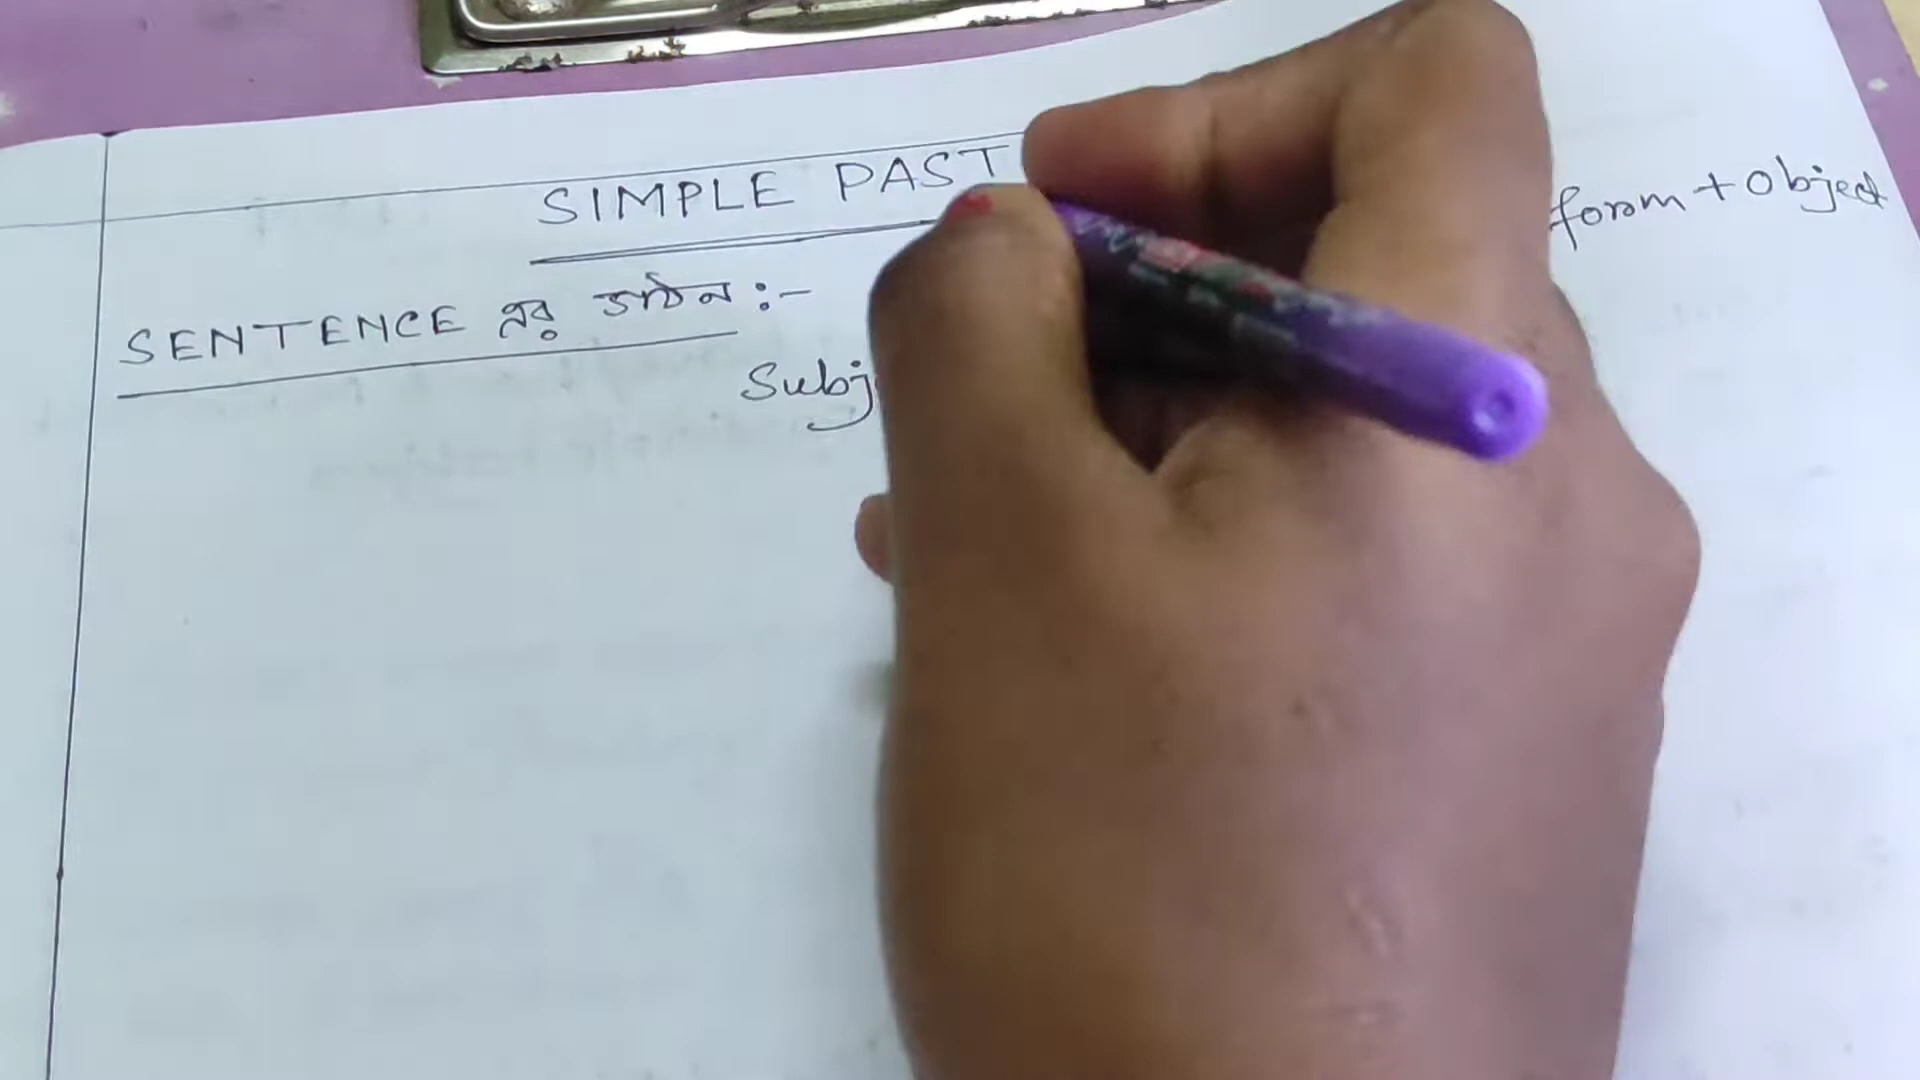 SIMPLE PAST
SENTENCE এর গঠন :-
Subj
form + Object